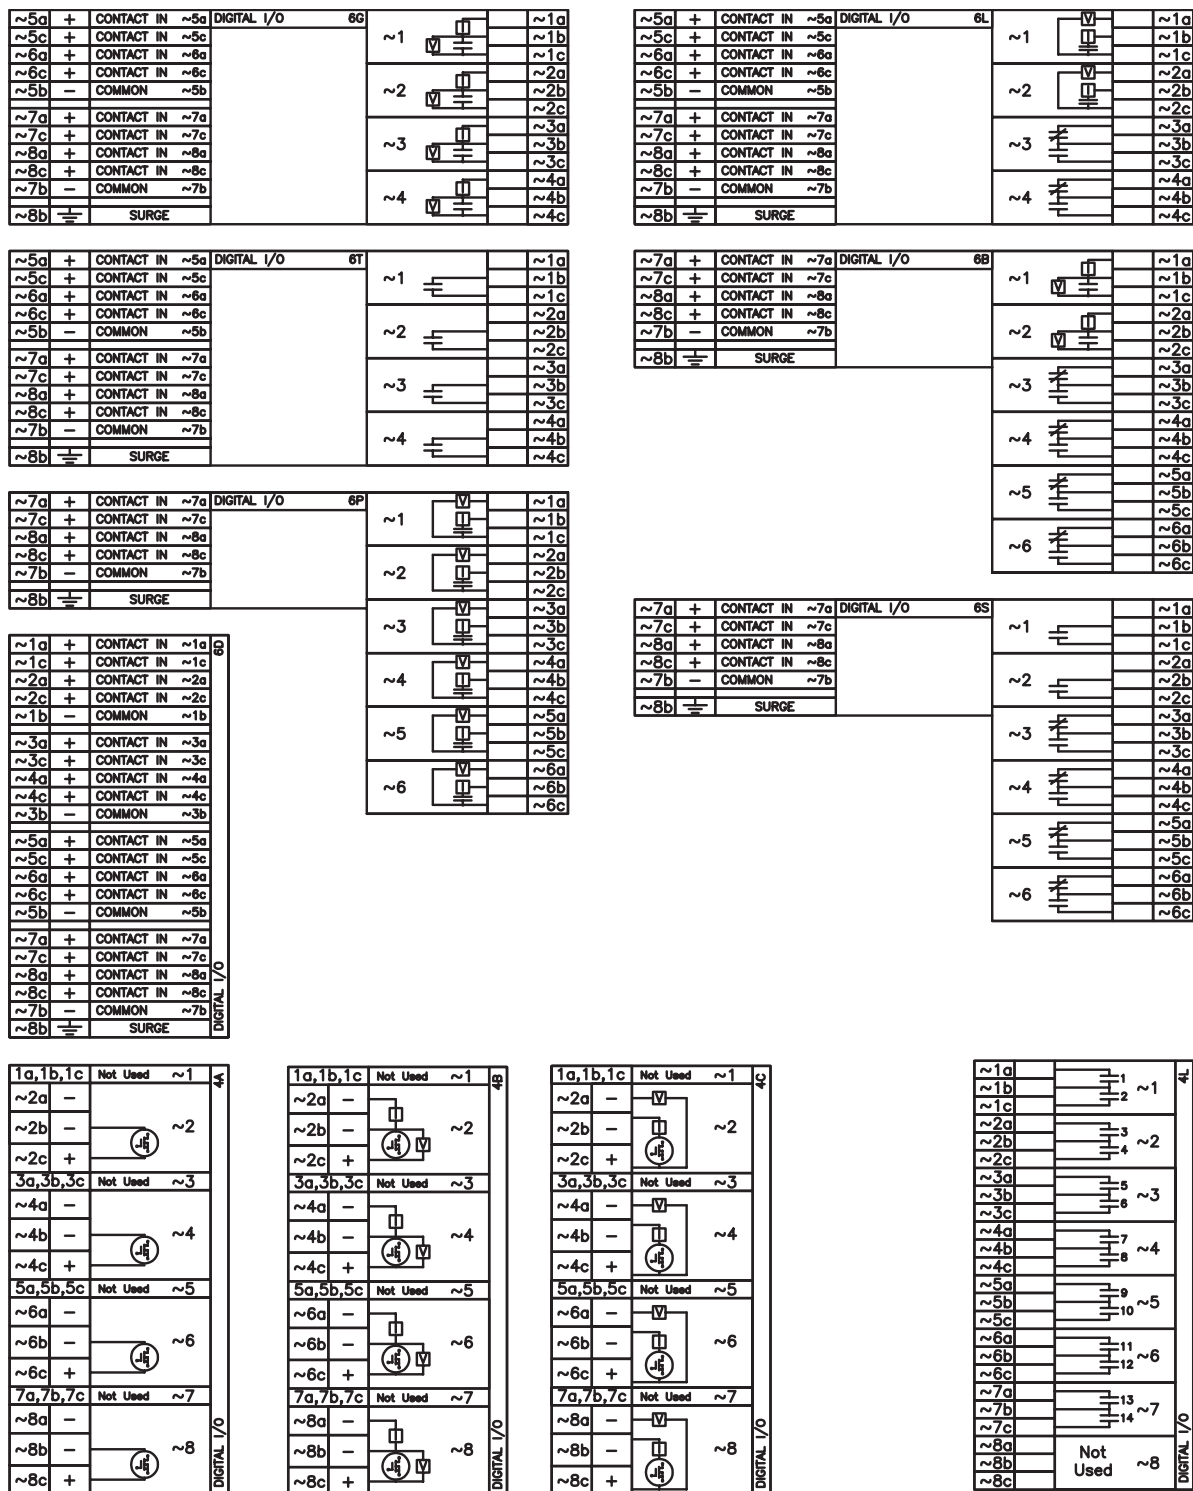 ~5a + CONTACT IN ~5a DIGITAL I/O 6G
~5c + CONTACT IN ~5c
~6a + CONTACT IN ~6a
~6c + CONTACT IN ~6c
~5b − COMMON ~5b
~7a + CONTACT IN ~7a
~7c + CONTACT IN ~7c
~8a + CONTACT IN ~8a
~8c + CONTACT IN ~8c
~7b − COMMON ~7b
~8b SURGE
~1 V ~1a
~1b
~1c
~2 V ~2a
~2b
~2c
~3 V ~3a
~3b
~3c
~4 V ~4a
~4b
~4c
~5a + CONTACT IN ~5a DIGITAL I/O 6L
~5c + CONTACT IN ~5c
~6a + CONTACT IN ~6a
~6c + CONTACT IN ~6c
~5b − COMMON ~5b
~7a + CONTACT IN ~7a
~7c + CONTACT IN ~7c
~8a + CONTACT IN ~8a
~8c + CONTACT IN ~8c
~7b − COMMON ~7b
~8b SURGE
~1 V ~1a
~1b
~1c
~2 V ~2a
~2b
~2c
~3 ~3a
~3b
~3c
~4 ~4a
~4b
~4c
~5a + CONTACT IN ~5a DIGITAL I/O 6T
~5c + CONTACT IN ~5c
~6a + CONTACT IN ~6a
~6c + CONTACT IN ~6c
~5b − COMMON ~5b
~7a + CONTACT IN ~7a
~7c + CONTACT IN ~7c
~8a + CONTACT IN ~8a
~8c + CONTACT IN ~8c
~7b − COMMON ~7b
~8b SURGE
~1 ~1a
~1b
~1c
~2 ~2a
~2b
~2c
~3 ~3a
~3b
~3c
~4 ~4a
~4b
~4c
~7a + CONTACT IN ~7a DIGITAL I/O 6B
~7c + CONTACT IN ~7c
~8a + CONTACT IN ~8a
~8c + CONTACT IN ~8c
~7b − COMMON ~7b
~8b SURGE
~1 V ~1a
~1b
~1c
~2 V ~2a
~2b
~2c
~3 ~3a
~3b
~3c
~4 ~4a
~4b
~4c
~5 ~5a
~5b
~5c
~6 ~6a
~6b
~6c
~7a + CONTACT IN ~7a DIGITAL I/O 6P
~7c + CONTACT IN ~7c
~8a + CONTACT IN ~8a
~8c + CONTACT IN ~8c
~7b − COMMON ~7b
~8b SURGE
~1 V ~1a
~1b
~1c
~2 V ~2a
~2b
~2c
~3 V ~3a
~3b
~3c
~4 V ~4a
~4b
~4c
~5 V ~5a
~5b
~5c
~6 V ~6a
~6b
~6c
~7a + CONTACT IN ~7a DIGITAL I/O 6S
~7c + CONTACT IN ~7c
~8a + CONTACT IN ~8a
~8c + CONTACT IN ~8c
~7b − COMMON ~7b
~8b SURGE
~1 ~1a
~1b
~1c
~2 ~2a
~2b
~2c
~3 ~3a
~3b
~3c
~4 ~4a
~4b
~4c
~5 ~5a
~5b
~5c
~6 ~6a
~6b
~6c
~1a + CONTACT IN ~1a 6D
~1c + CONTACT IN ~1c
~2a + CONTACT IN ~2a
~2c + CONTACT IN ~2c
~1b − COMMON ~1b
~3a + CONTACT IN ~3a
~3c + CONTACT IN ~3c
~4a + CONTACT IN ~4a
~4c + CONTACT IN ~4c
~3b − COMMON ~3b
~5a + CONTACT IN ~5a
~5c + CONTACT IN ~5c
~6a + CONTACT IN ~6a
~6c + CONTACT IN ~6c
~5b − COMMON ~5b
~7a + CONTACT IN ~7a
~7c + CONTACT IN ~7c
~8a + CONTACT IN ~8a
~8c + CONTACT IN ~8c
~7b − COMMON ~7b
~8b SURGE
DIGITAL I/O
1a,1b,1c Not Used ~1 4A
~2a −
~2b − ~2
~2c +
3a,3b,3c Not Used ~3
~4a −
~4b − ~4
~4c +
5a,5b,5c Not Used ~5
~6a −
~6b − ~6
~6c +
7a,7b,7c Not Used ~7
~8a −
~8b − ~8
~8c +
DIGITAL I/O
1a,1b,1c Not Used ~1 4B
~2a −
~2b − ~2
~2c + V
3a,3b,3c Not Used ~3
~4a −
~4b − ~4
~4c + V
5a,5b,5c Not Used ~5
~6a −
~6b − ~6
~6c + V
7a,7b,7c Not Used ~7
~8a −
~8b − ~8
~8c + V
DIGITAL I/O
1a,1b,1c Not Used ~1 4C
~2a − V
~2b − ~2
~2c +
3a,3b,3c Not Used ~3
~4a − V
~4b − ~4
~4c +
5a,5b,5c Not Used ~5
~6a − V
~6b − ~6
~6c +
7a,7b,7c Not Used ~7
~8a − V
~8b − ~8
~8c +
DIGITAL I/O
~1a 1 4L
~1b 2 ~1
~1c
~2a 3
~2b 4 ~2
~2c
~3a 5
~3b 6 ~3
~3c
~4a 7
~4b 8 ~4
~4c
~5a 9
~5b 10 ~5
~5c
~6a 11
~6b 12 ~6
~6c
~7a 13
~7b 14 ~7
~7c
~8a Not
~8b Used ~8
~8c
DIGITAL I/O